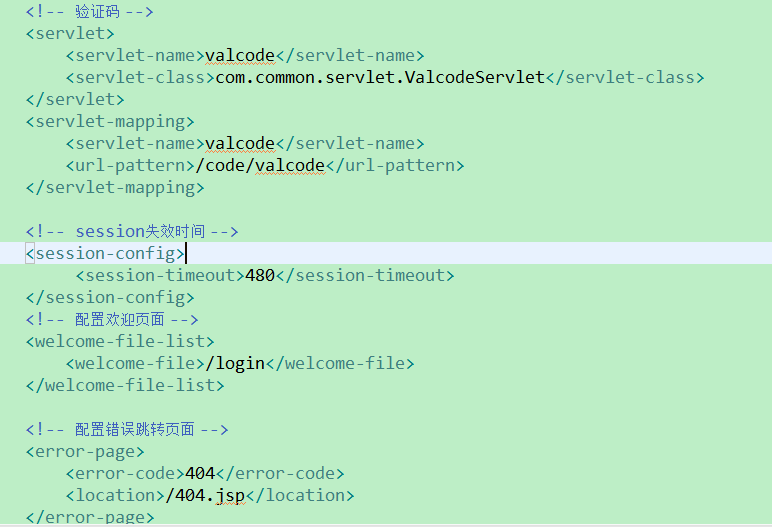 <!-- 验证码 -->
<servlet>
<servlet-name>valcode</servlet-name>
<servlet-class>com.common.servlet.ValcodeServlet</servlet-class>
</servlet>
<servlet-mapping>
<servlet-name>valcode</servlet-name>
<url-pattern>/code/valcode</url-pattern>
</servlet-mapping>
<!-- session失效时间 -->
<session-config>
<session-timeout>480</session-timeout>
</session-config>
<!-- 配置欢迎页面 -->
<welcome-file-list>
<welcome-file>/login</welcome-file>
</welcome-file-list>
<!-- 配置错误跳转页面 -->
<error-page>
<error-code>404</error-code>
<location>/404.jsp</location>
</error-page>